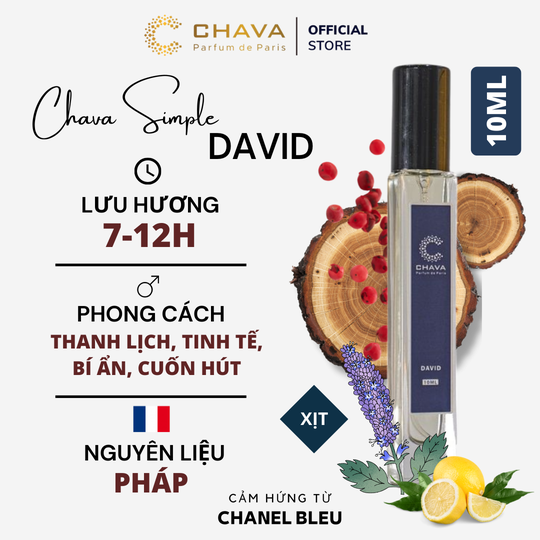 CHAVA
Parfum de Paris
OFFICIAL
STORE
10ML
Chava Simple
DAVID
LƯU HƯƠNG
7-12H
PHONG CÁCH
THANH LỊCH, TINH TẾ,
BÍ ẨN, CUỐN HÚT
NGUYÊN LIỆU
PHÁP
XỊT
CẢM HỨNG TỪ
CHANEL BLEU
CHAVA
Parfum de Paris
DAVID
10ML